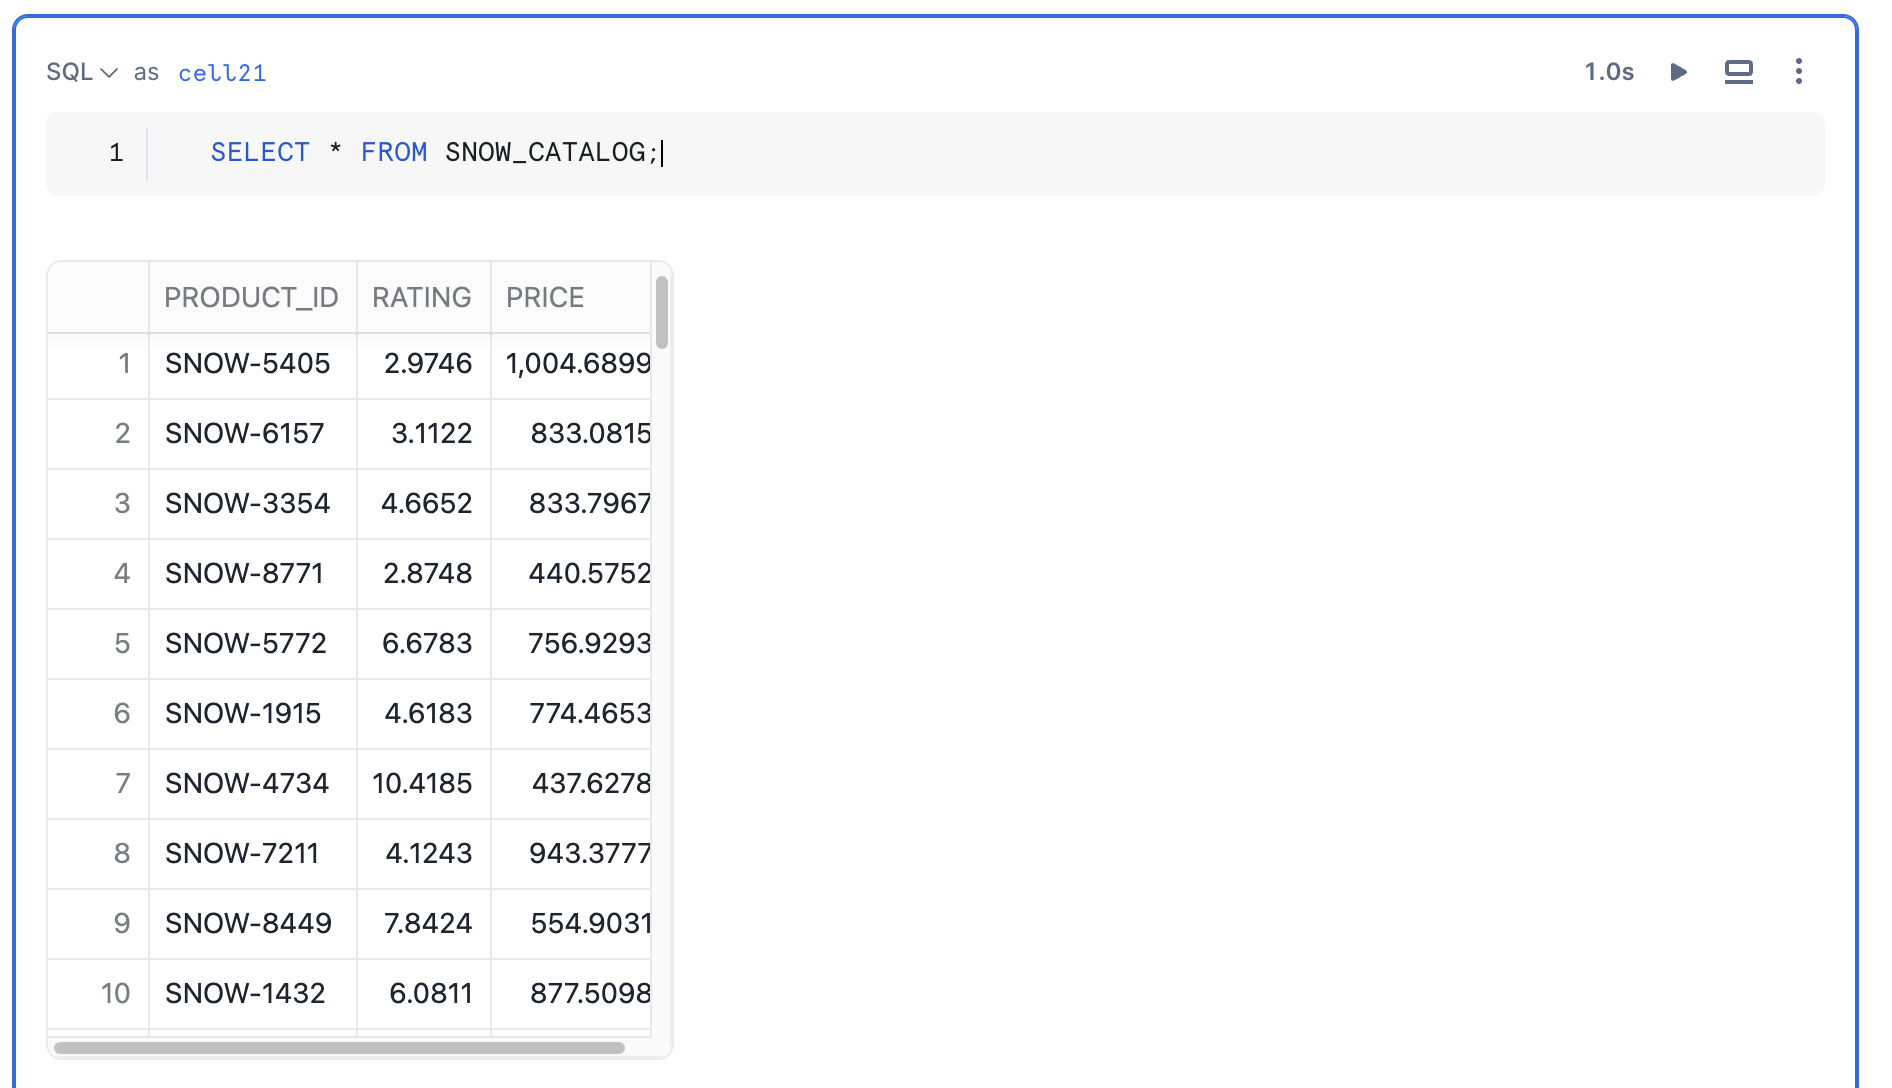 SQL as cell21 1.0s
1 SELECT * FROM SNOW_CATALOG;
PRODUCT_ID RATING PRICE
1 SNOW-5405 2.9746 1,004.6899
2 SNOW-6157 3.1122 833.0815
3 SNOW-3354 4.6652 833.7967
4 SNOW-8771 2.8748 440.5752
5 SNOW-5772 6.6783 756.9293
6 SNOW-1915 4.6183 774.4653
7 SNOW-4734 10.4185 437.6278
8 SNOW-7211 4.1243 943.3777
9 SNOW-8449 7.8424 554.9031
10 SNOW-1432 6.0811 877.5098